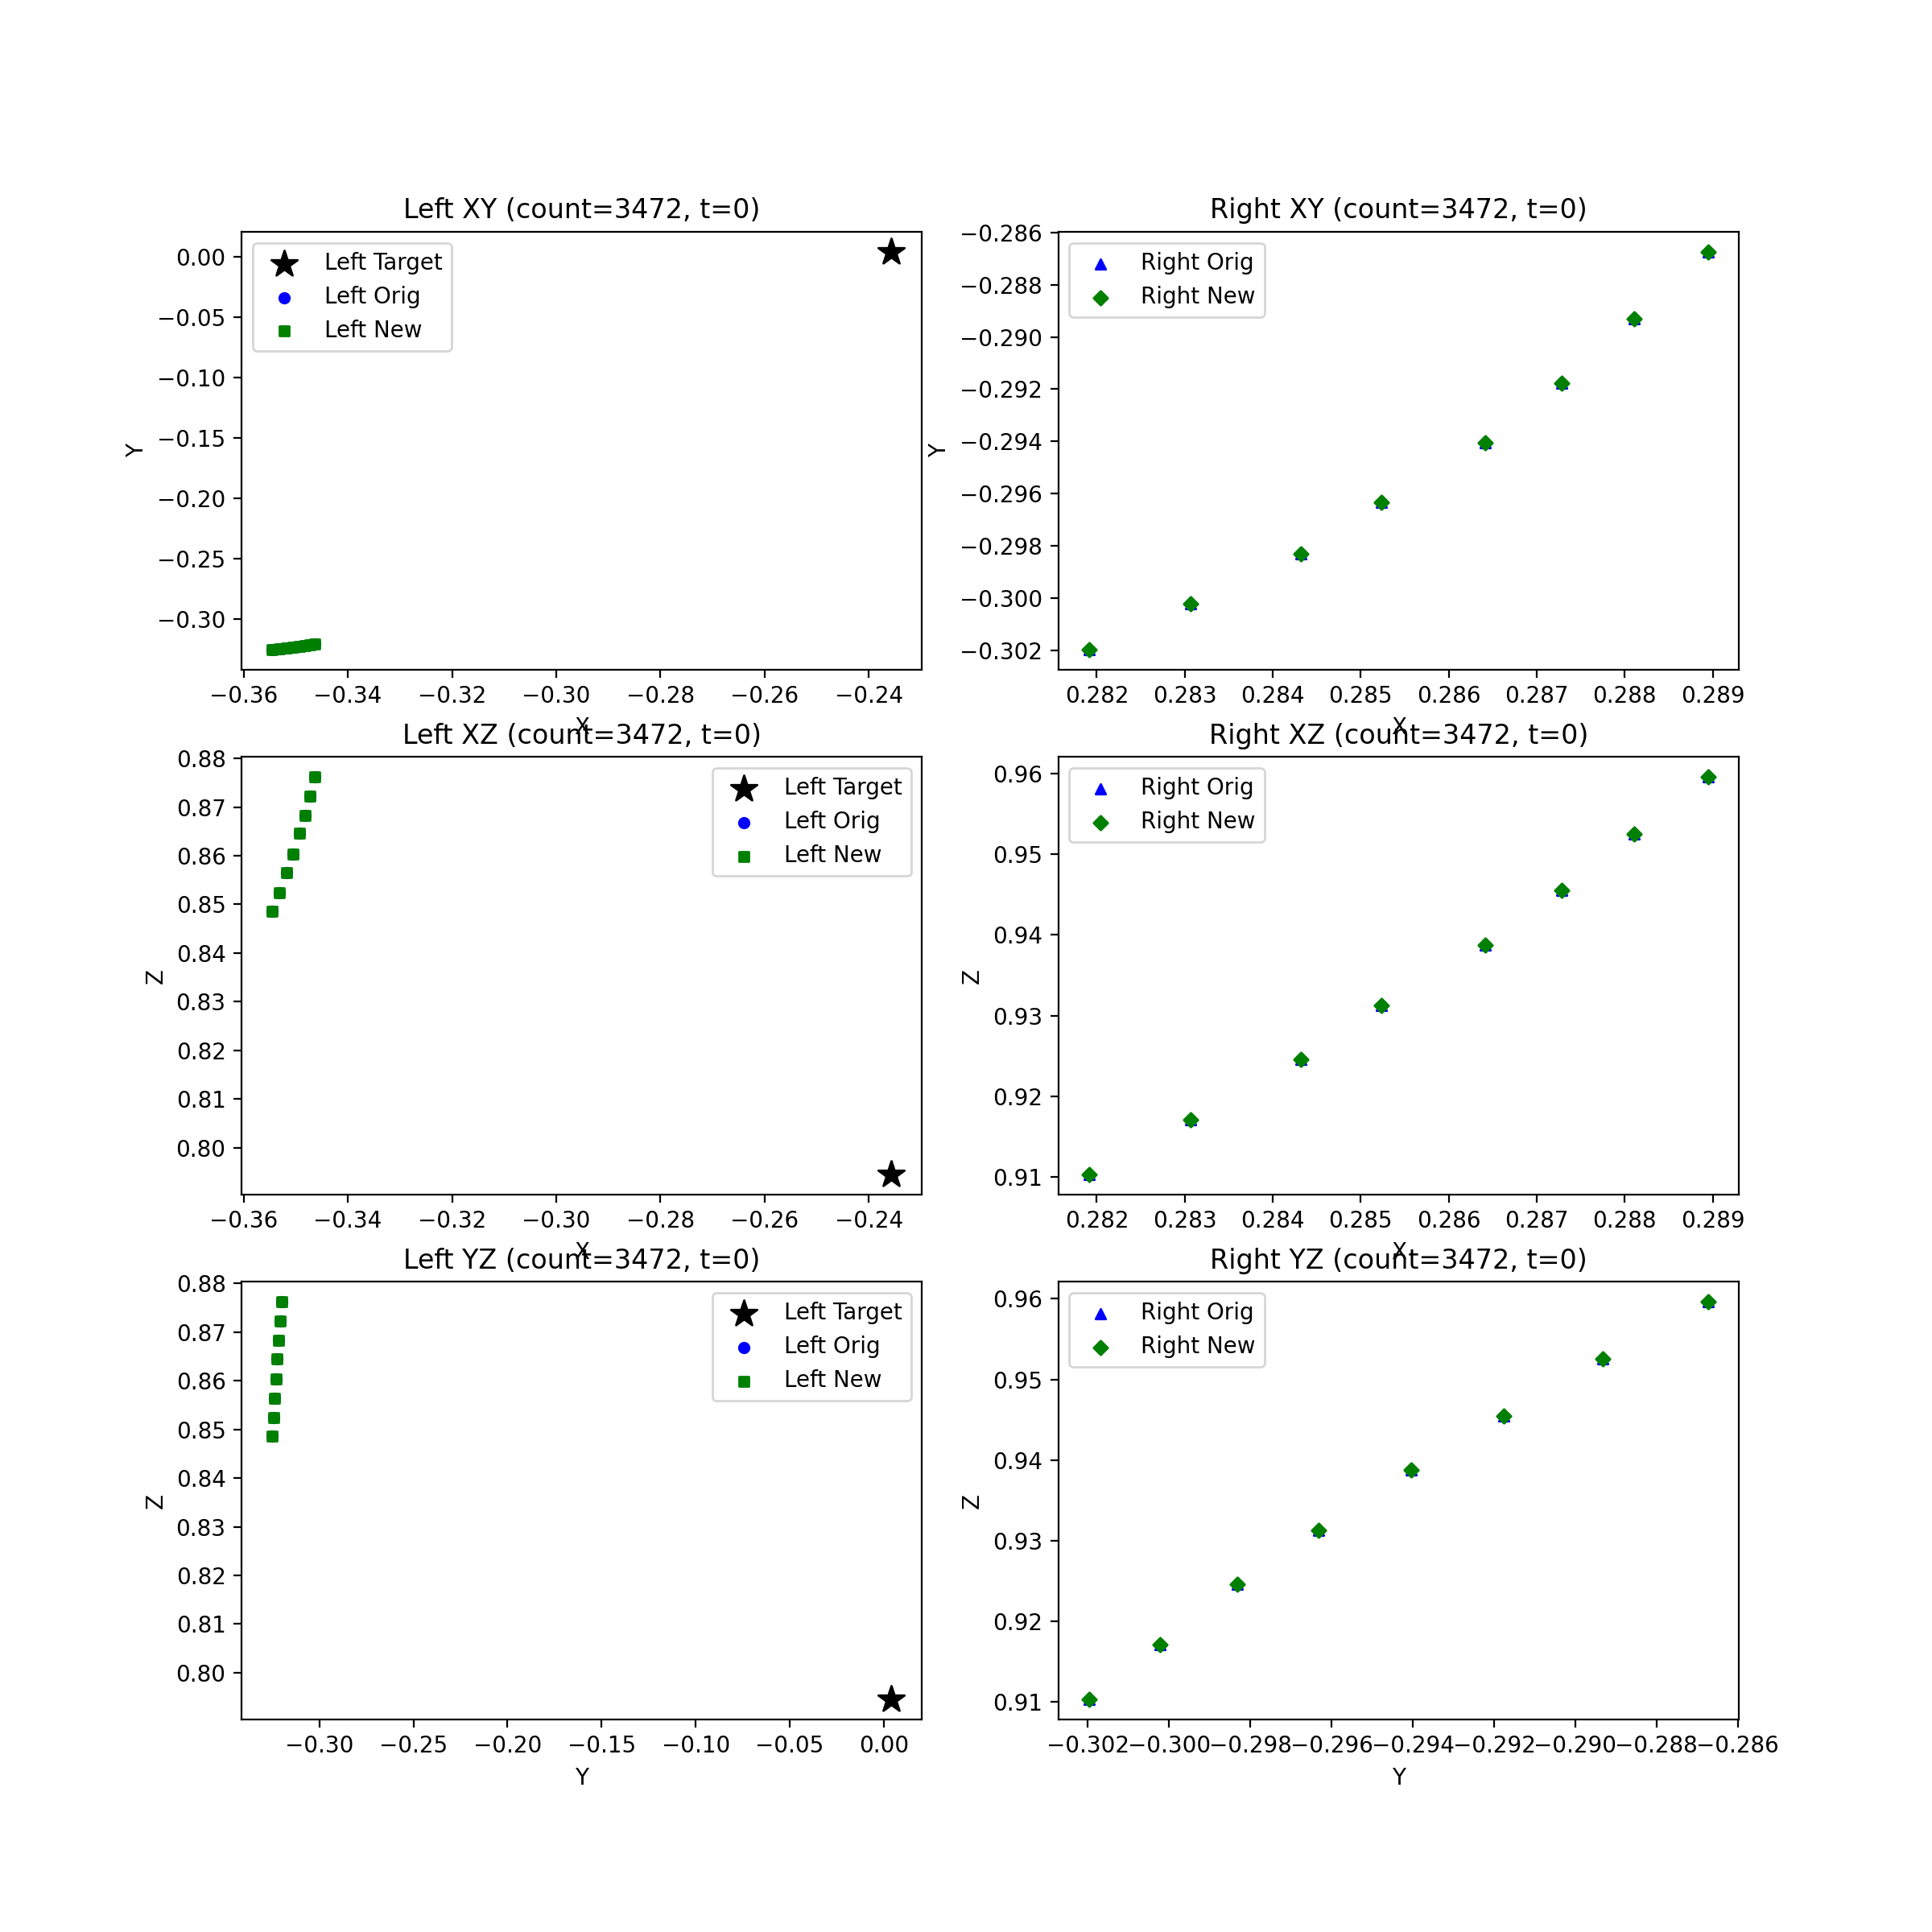 Left XY (count=3472, t=0)
Left Target
Left Orig
Left New
0.00
−0.05
−0.10
−0.15
−0.20
−0.25
−0.30
Y
−0.36
−0.34
−0.32
−0.30
−0.28
−0.26
−0.24
X
Right XY (count=3472, t=0)
Right Orig
Right New
−0.286
−0.288
−0.290
−0.292
−0.294
−0.296
−0.298
−0.300
−0.302
Y
0.282
0.283
0.284
0.285
0.286
0.287
0.288
0.289
X
Left XZ (count=3472, t=0)
Left Target
Left Orig
Left New
0.88
0.87
0.86
0.85
0.84
0.83
0.82
0.81
0.80
Z
−0.36
−0.34
−0.32
−0.30
−0.28
−0.26
−0.24
X
Right XZ (count=3472, t=0)
Right Orig
Right New
0.96
0.95
0.94
0.93
0.92
0.91
Z
0.282
0.283
0.284
0.285
0.286
0.287
0.288
0.289
X
Left YZ (count=3472, t=0)
Left Target
Left Orig
Left New
0.88
0.87
0.86
0.85
0.84
0.83
0.82
0.81
0.80
Z
−0.30
−0.25
−0.20
−0.15
−0.10
−0.05
0.00
Y
Right YZ (count=3472, t=0)
Right Orig
Right New
0.96
0.95
0.94
0.93
0.92
0.91
Z
−0.302
−0.300
−0.298
−0.296
−0.294
−0.292
−0.290
−0.288
−0.286
Y